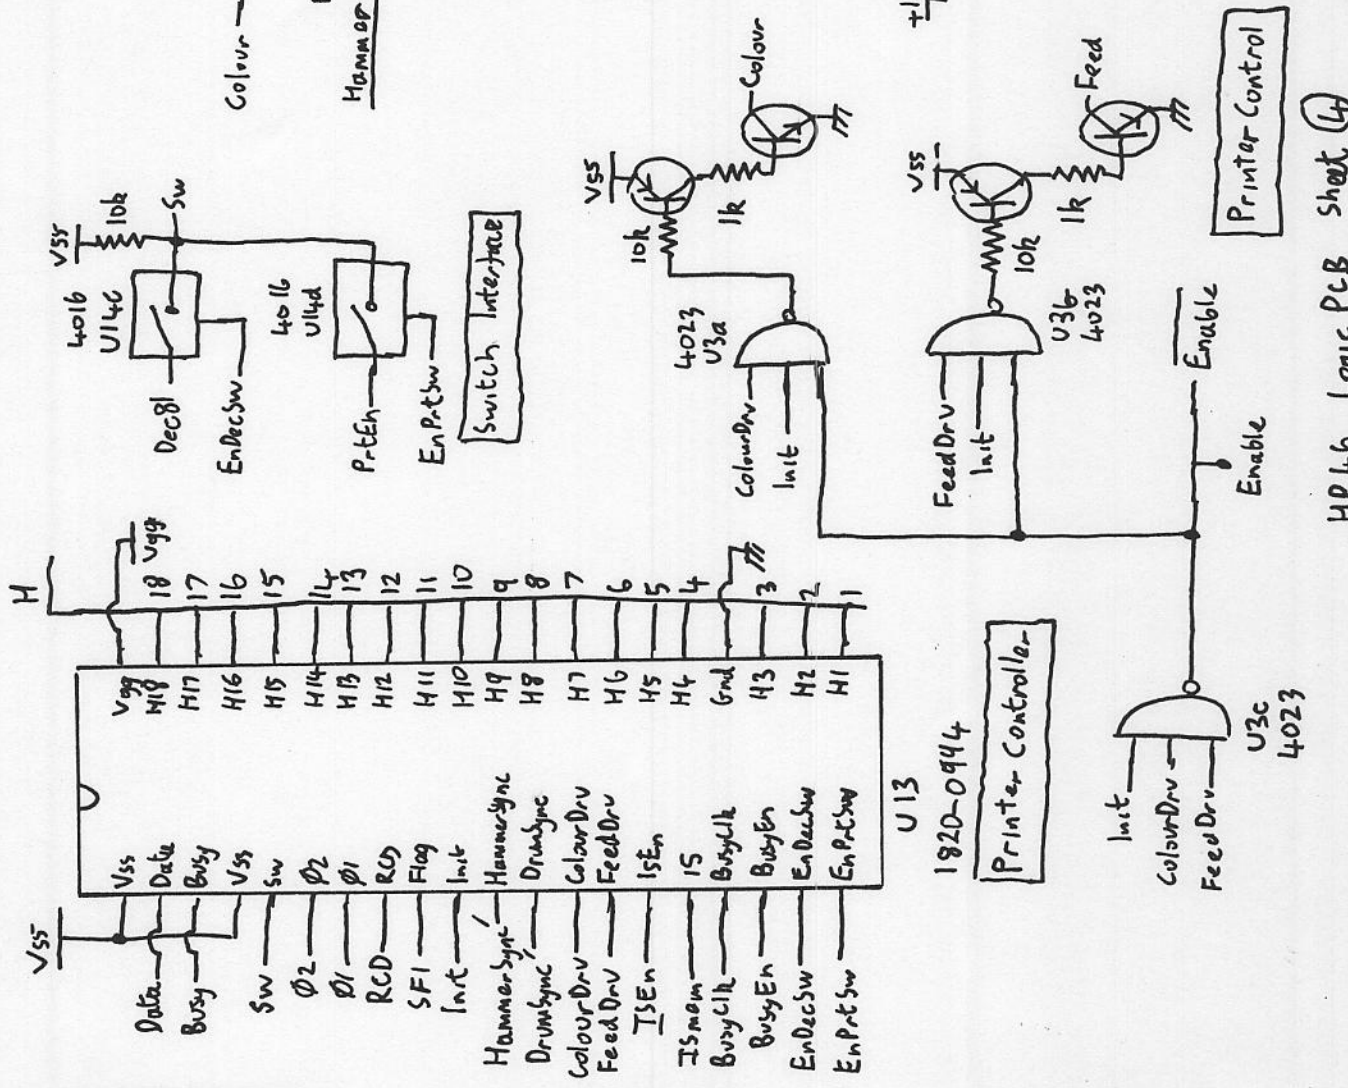 H
Vss
Vgg
Vss
Data
Busy
Vss
Sw
Ø2
Ø1
RCD
Flag
Init
HammerSync
DrumSync
ColourDrv
FeedDrv
ISEn
IS
BusyClk
BusyEn
EnDecSw
EnPrtSw
Data
Busy
Sw
Ø2
Ø1
RCD
SF1
Init
HammerSync'
DrumSync'
ColourDrv
FeedDrv
ISEn
ISmem
BusyClk
BusyEn
EnDecSw
EnPrtSw
Vgg
H18
H17
H16
H15
H14
H13
H12
H11
H10
H9
H8
H7
H6
H5
H4
Gnd
H3
H2
H1
18
17
16
15
14
13
12
11
10
9
8
7
6
5
4
3
2
1
U13
1820-0944
Printer Controller
Vss
10k
Sw
4016
U14c
Dec81
EnDecSw
4016
U14d
PrtEn
EnPrtSw
Switch Interface
Colour
Hammer
Vss
10k
1k
Colour
4023
U3a
ColourDrv
Init
+1
Vss
10k
1k
Feed
U3b
4023
FeedDrv
Init
Printer Control
Init
ColourDrv
FeedDrv
U3c
4023
Enable
Enable
HP46 Logic PCB Sheet 4